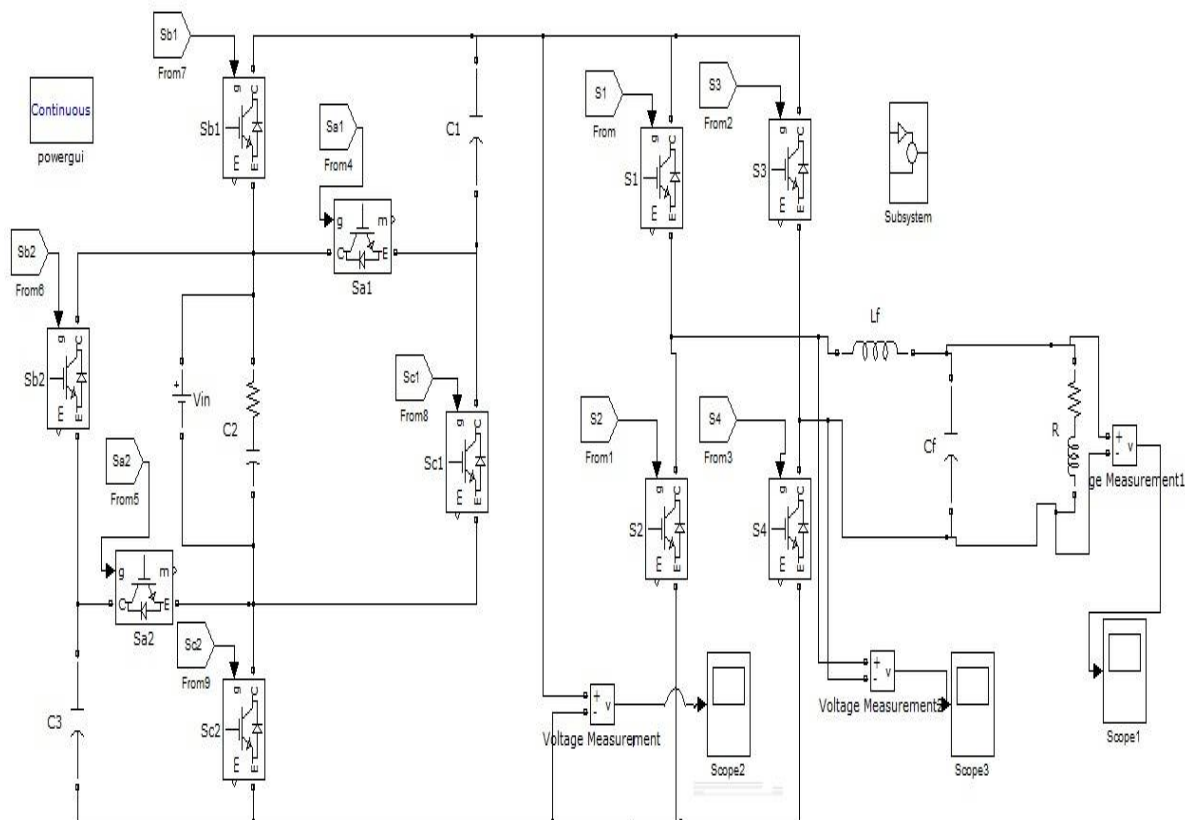 Continuous
powergui
Sb1
From7
g
C
Sb1
E
E
Sa1
From4
g
m
C
E
Sa1
C1
S1
From
g
C
S1
E
E
S3
From2
g
C
S3
E
E
Subsystem
Sb2
From6
g
C
Sb2
E
E
+
Vin
C2
Sc1
From8
g
C
Sc1
E
E
Sa2
From5
g
m
C
E
Sa2
Sc2
From9
g
C
Sc2
E
E
C3
S2
From1
g
C
S2
E
E
S4
From3
g
C
S4
E
E
Lf
Cf
R
+
-
v
ge Measurement1
+
-
v
Voltage Measurement
Scope2
+
-
v
Voltage Measurement2
Scope3
Scope1